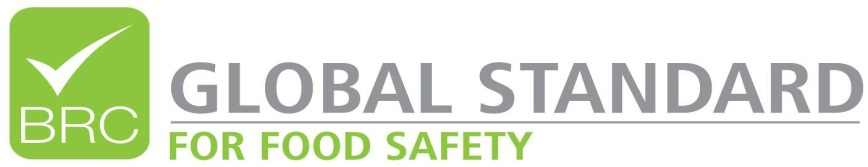 BRC
GLOBAL STANDARD
FOR FOOD SAFETY